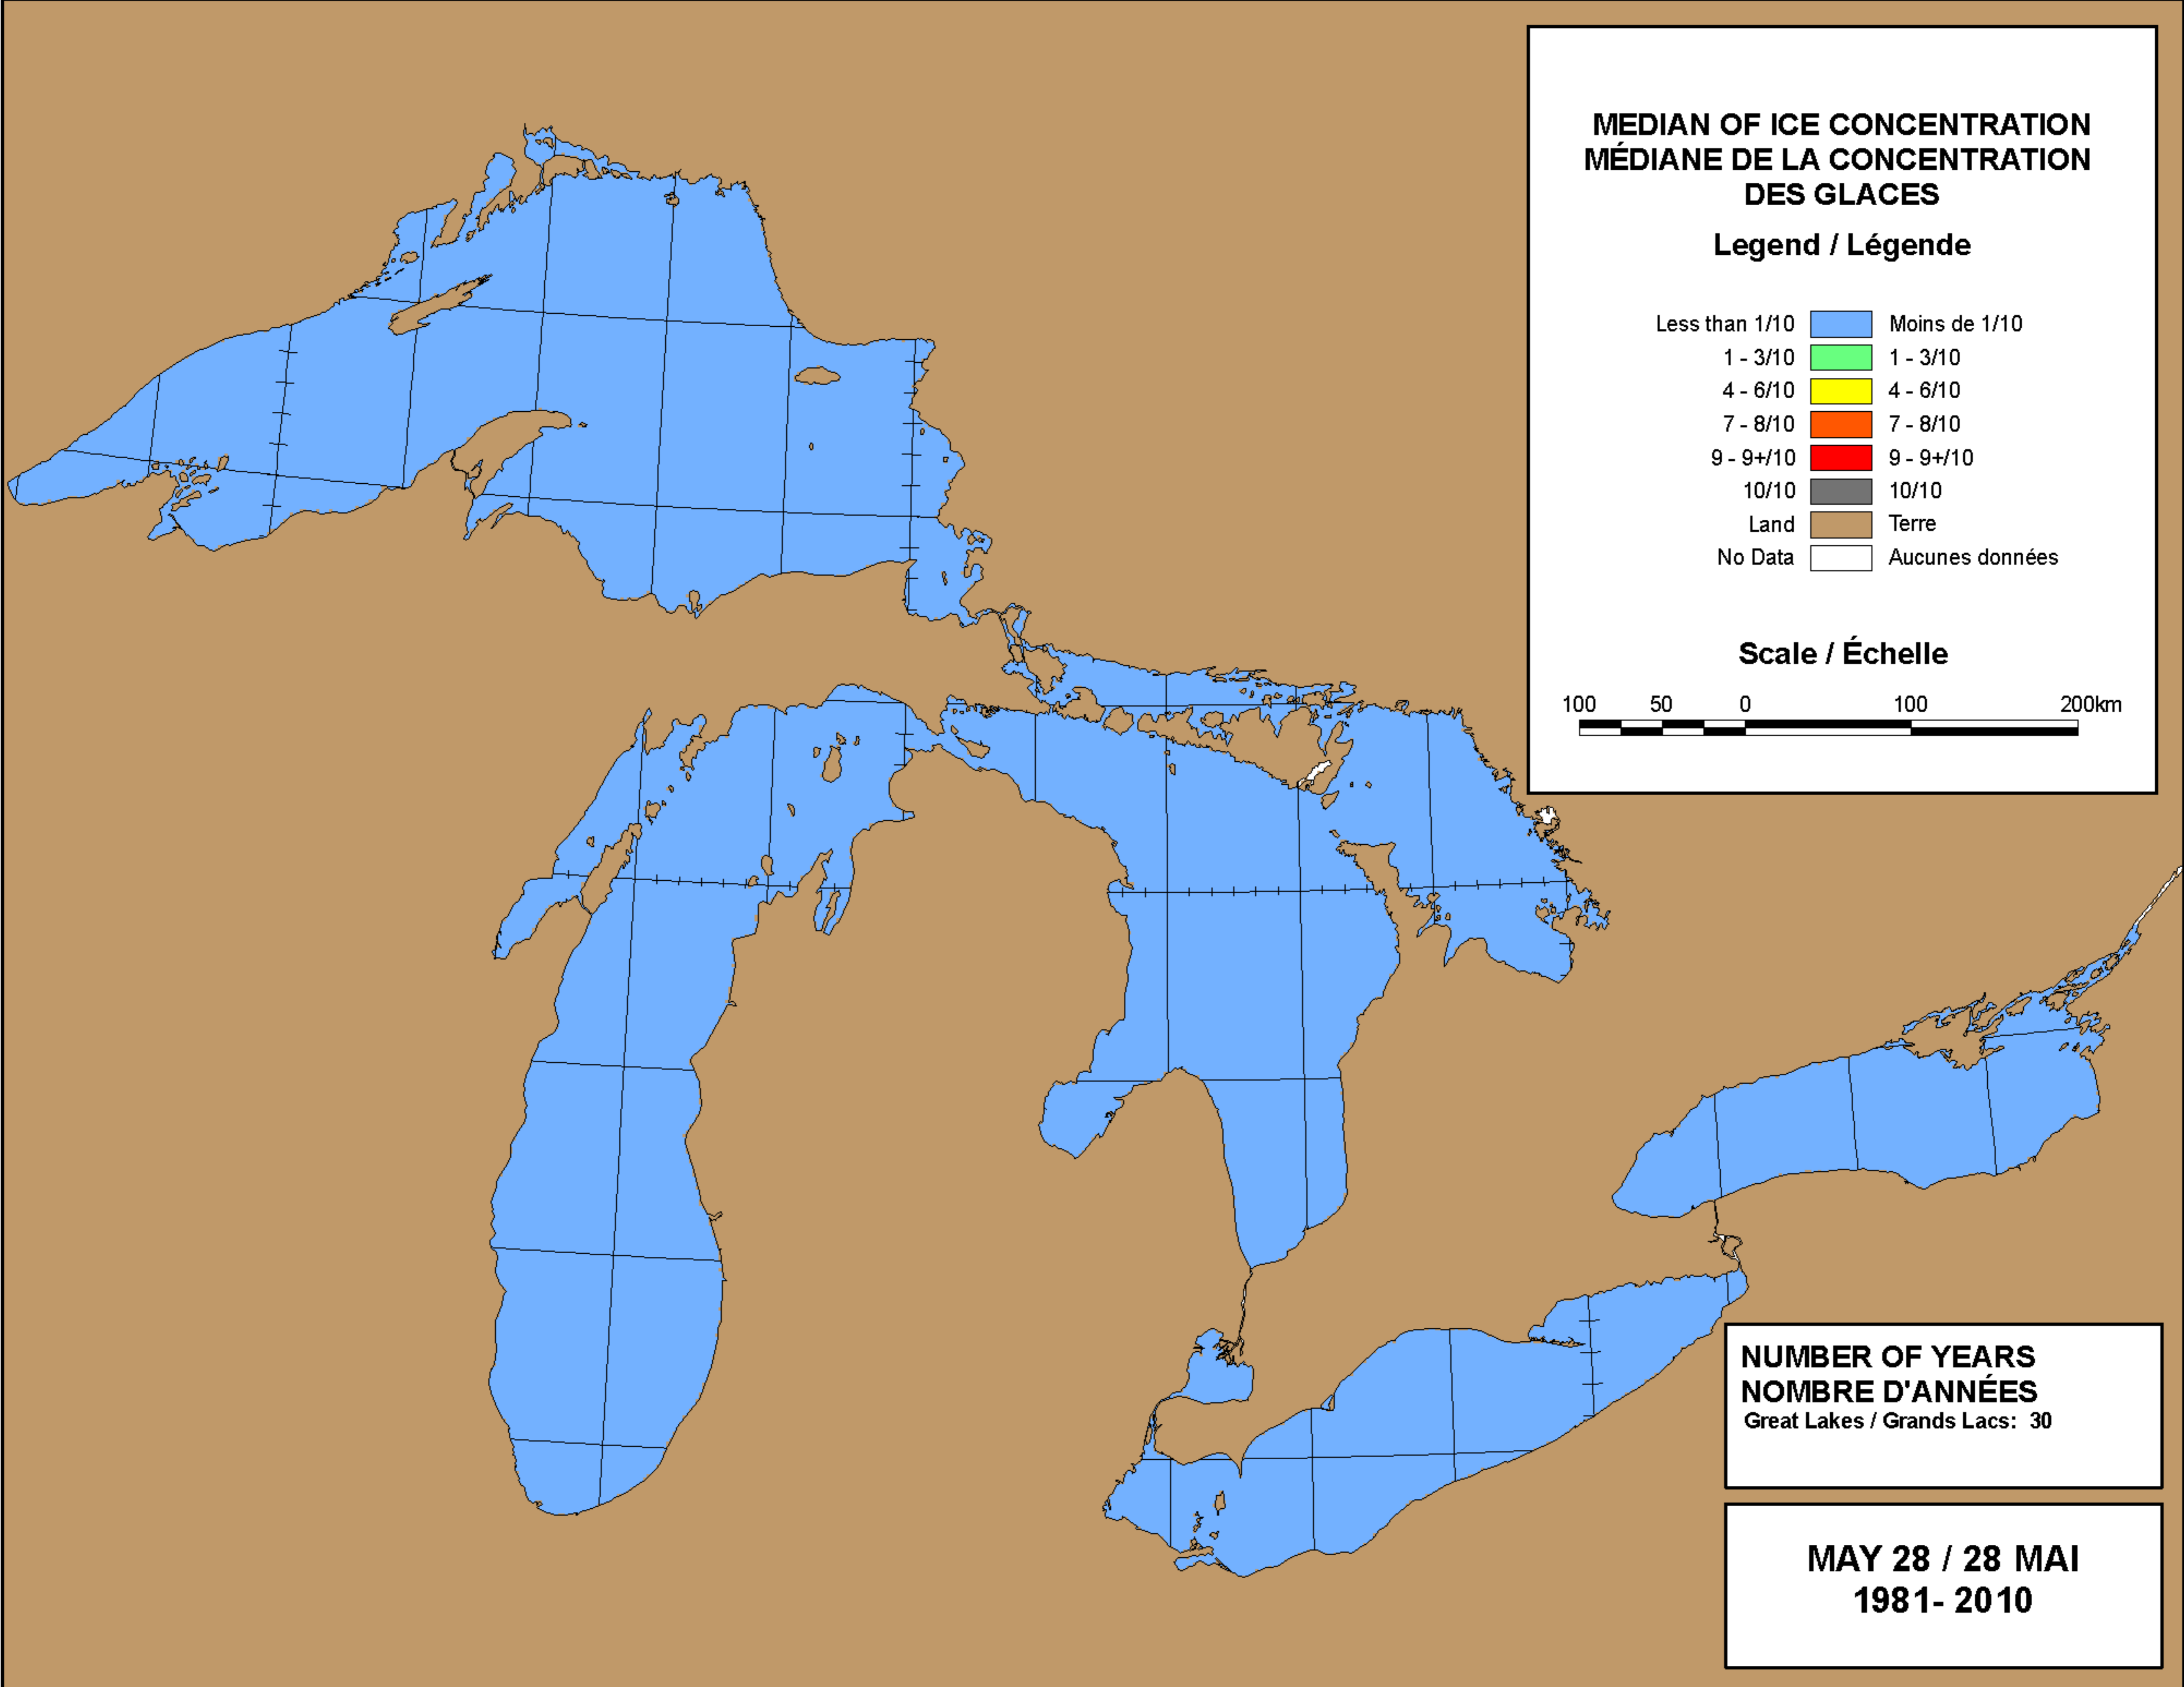 MEDIAN OF ICE CONCENTRATION
MÉDIANE DE LA CONCENTRATION
DES GLACES
Legend / Légende
Less than 1/10 Moins de 1/10
1 - 3/10 1 - 3/10
4 - 6/10 4 - 6/10
7 - 8/10 7 - 8/10
9 - 9+/10 9 - 9+/10
10/10 10/10
Land Terre
No Data Aucunes données
Scale / Échelle
100 50 0 100 200km
NUMBER OF YEARS
NOMBRE D'ANNÉES
Great Lakes / Grands Lacs: 30
MAY 28 / 28 MAI
1981- 2010